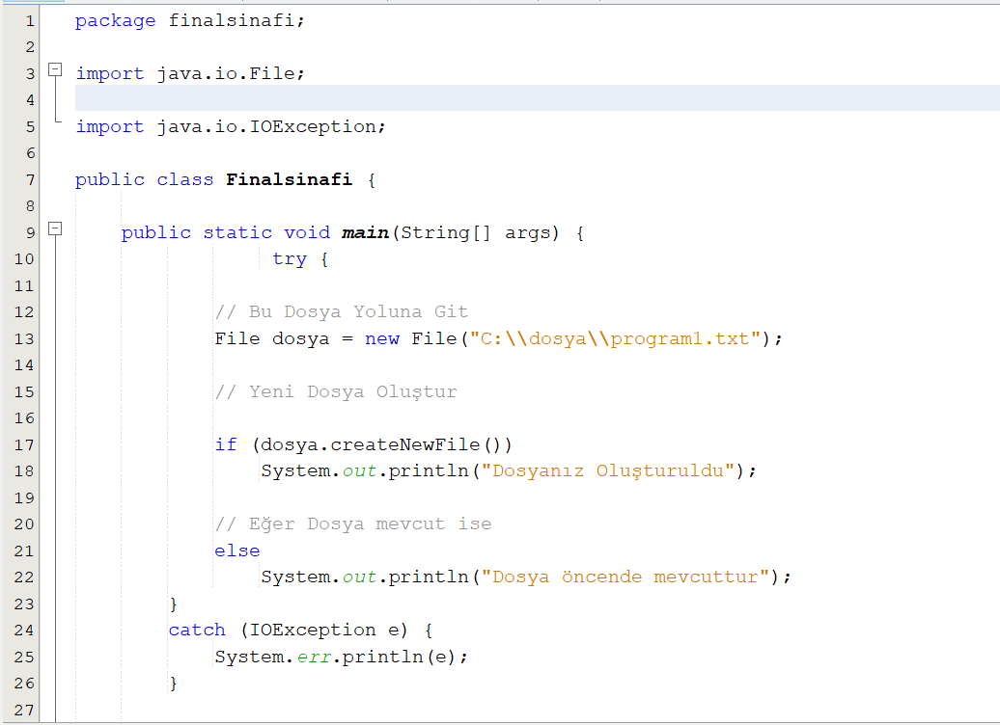 1 package finalsinafi;
2
3 import java.io.File;
4
5 import java.io.IOException;
6
7 public class Finalsinafi {
8
9 public static void main(String[] args) {
10 try {
11
12 // Bu Dosya Yoluna Git
13 File dosya = new File("C:\\dosya\\program1.txt");
14
15 // Yeni Dosya Oluştur
16
17 if (dosya.createNewFile())
18 System.out.println("Dosyanız Oluşturuldu");
19
20 // Eğer Dosya mevcut ise
21 else
22 System.out.println("Dosya öncende mevcuttur");
23 }
24 catch (IOException e) {
25 System.err.println(e);
26 }
27